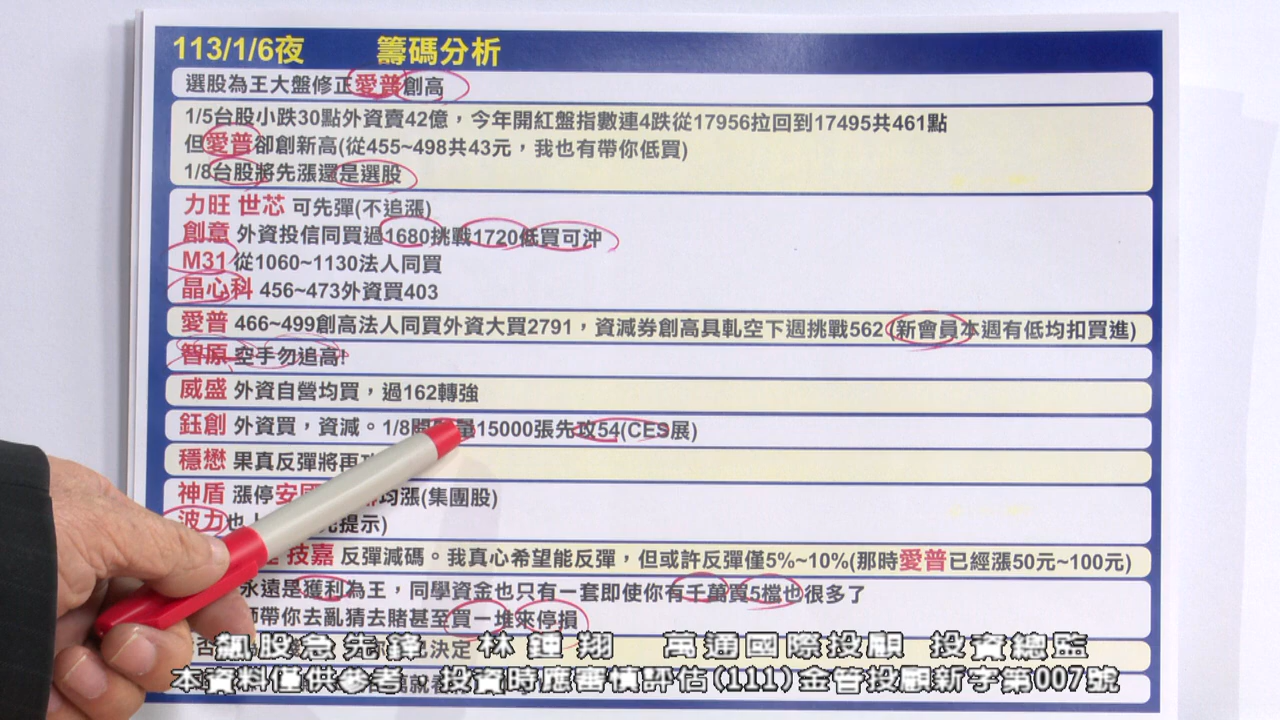 113/1/6夜 籌碼分析
選股為王大盤修正愛普創高
1/5台股小跌30點外資賣42億，今年開紅盤指數連4跌從17956拉回到17495共461點
但愛普卻創新高(從455~498共43元，我也有帶你低買)
1/8台股將先漲還是選股
力旺 世芯 可先彈(不追漲)
創意 外資投信同買過1680挑戰1720低買可沖
M31 從1060~1130法人同買
晶心科 456~473外資買403
愛普 466~499創高法人同買外資大買2791，資減券創高具軋空下週挑戰562 (新會員本週有低均扣買進)
智原 空手勿追高!
威盛 外資自營均買，過162轉強
鈺創 外資買，資減。1/8開 15000張先攻54(CES展)
穩懋 果真反彈將再
神盾 漲停安 均漲(集團股)
波力也 提示)
技嘉 反彈減碼。我真心希望能反彈，但或許反彈僅5%~10%(那時愛普已經漲50元~100元)
永遠是獲利為王，同學資金也只有一套即使你有千萬買5檔也很多了
帶你去亂猜去賭甚至買一堆來停損
決定
飆股急先鋒 林鍾翔 萬通國際投顧 投資總監
本資料僅供參考，投資時應審慎評估(111)金管投顧新字第007號